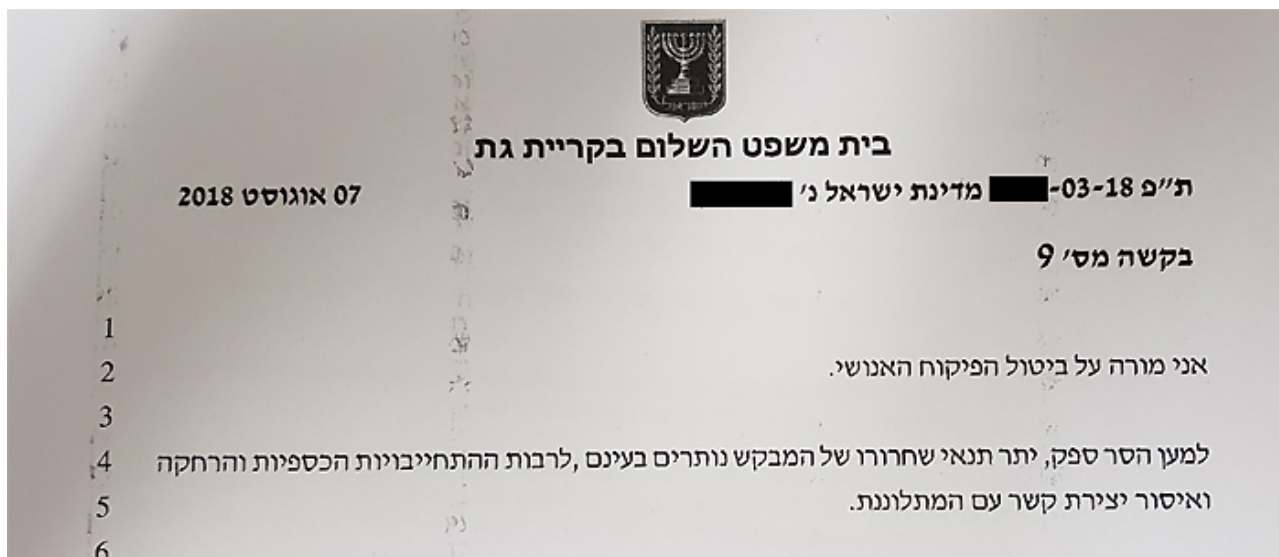 ישראל
בית משפט השלום בקריית גת
ת"פ -03-18 מדינת ישראל נ' 07 אוגוסט 2018
בקשה מס' 9
1
2 אני מורה על ביטול הפיקוח האנושי.
3
4 למען הסר ספק, יתר תנאי שחרורו של המבקש נותרים בעינם ,לרבות ההתחייבויות הכספיות והרחקה
5 ואיסור יצירת קשר עם המתלוננת.
6